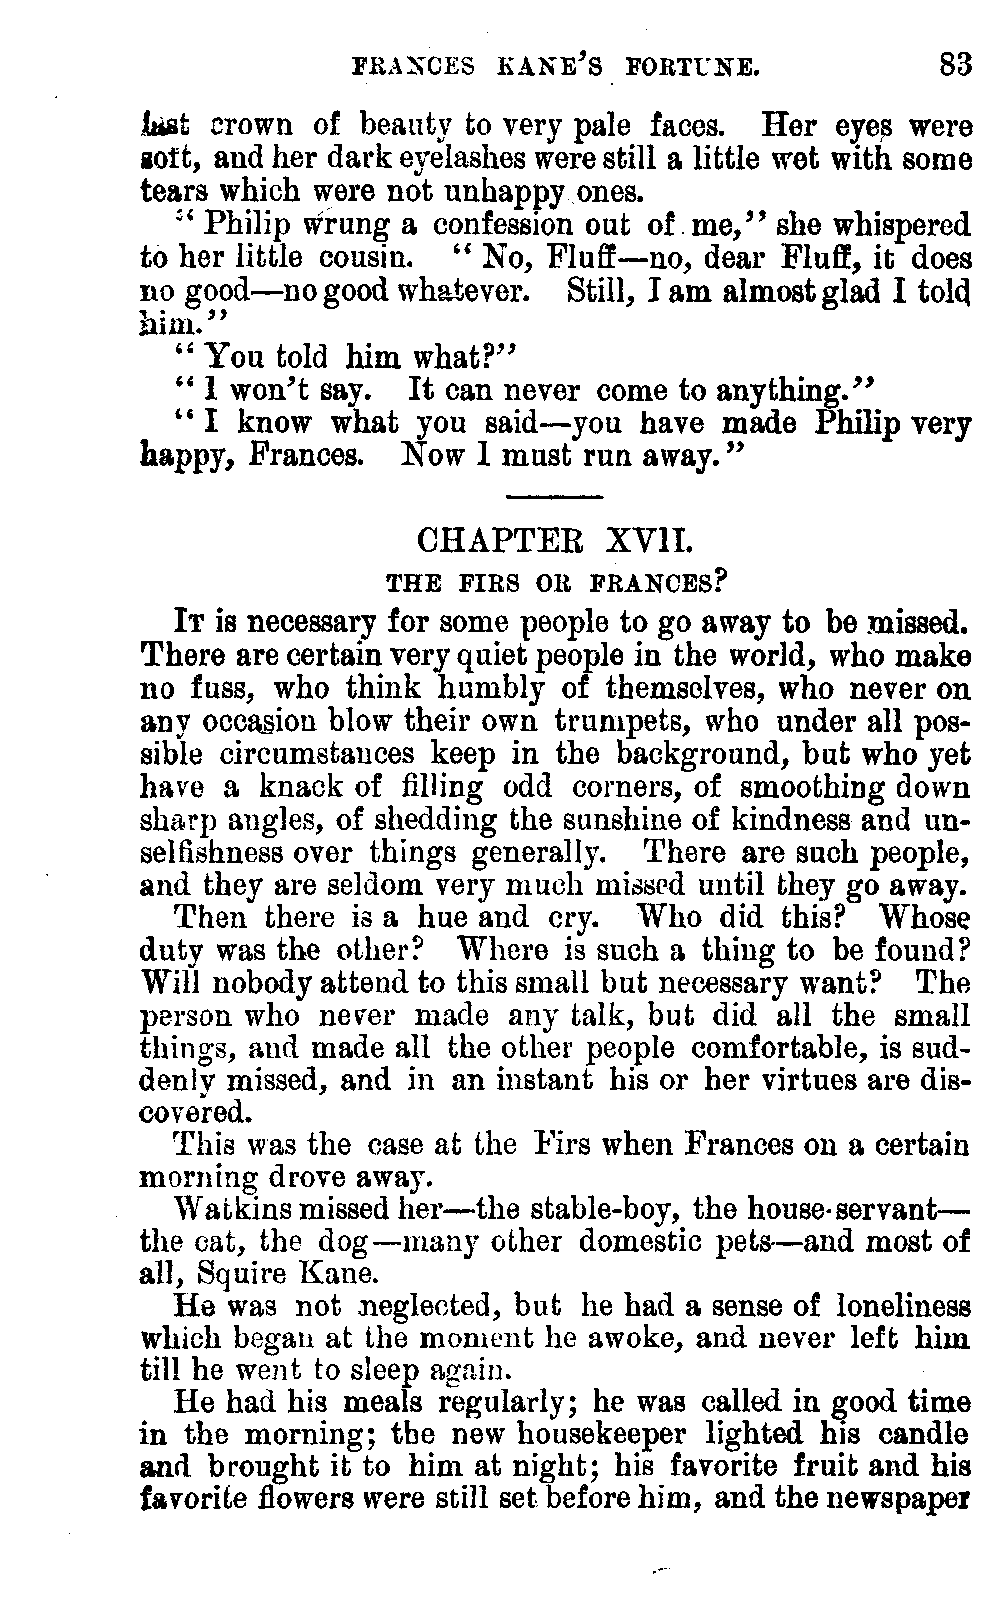 FRANCES KANE'S FORTUNE. 83
last crown of beauty to very pale faces. Her eyes were
soft, and her dark eyelashes were still a little wet with some
tears which were not unhappy ones.
"Philip wrung a confession out of me," she whispered
to her little cousin. "No, Fluff—no, dear Fluff, it does
no good—no good whatever. Still, I am almost glad I told
him."
"You told him what?"
"I won't say. It can never come to anything."
"I know what you said—you have made Philip very
happy, Frances. Now I must run away."
CHAPTER XVII.
THE FIRS OR FRANCES?
IT is necessary for some people to go away to be missed.
There are certain very quiet people in the world, who make
no fuss, who think humbly of themselves, who never on
any occasion blow their own trumpets, who under all pos-
sible circumstances keep in the background, but who yet
have a knack of filling odd corners, of smoothing down
sharp angles, of shedding the sunshine of kindness and un-
selfishness over things generally. There are such people,
and they are seldom very much missed until they go away.
Then there is a hue and cry. Who did this? Whose
duty was the other? Where is such a thing to be found?
Will nobody attend to this small but necessary want? The
person who never made any talk, but did all the small
things, and made all the other people comfortable, is sud-
denly missed, and in an instant his or her virtues are dis-
covered.
This was the case at the Firs when Frances on a certain
morning drove away.
Watkins missed her—the stable-boy, the house-servant—
the cat, the dog—many other domestic pets—and most of
all, Squire Kane.
He was not neglected, but he had a sense of loneliness
which began at the moment he awoke, and never left him
till he went to sleep again.
He had his meals regularly; he was called in good time
in the morning; the new housekeeper lighted his candle
and brought it to him at night; his favorite fruit and his
favorite flowers were still set before him, and the newspaper